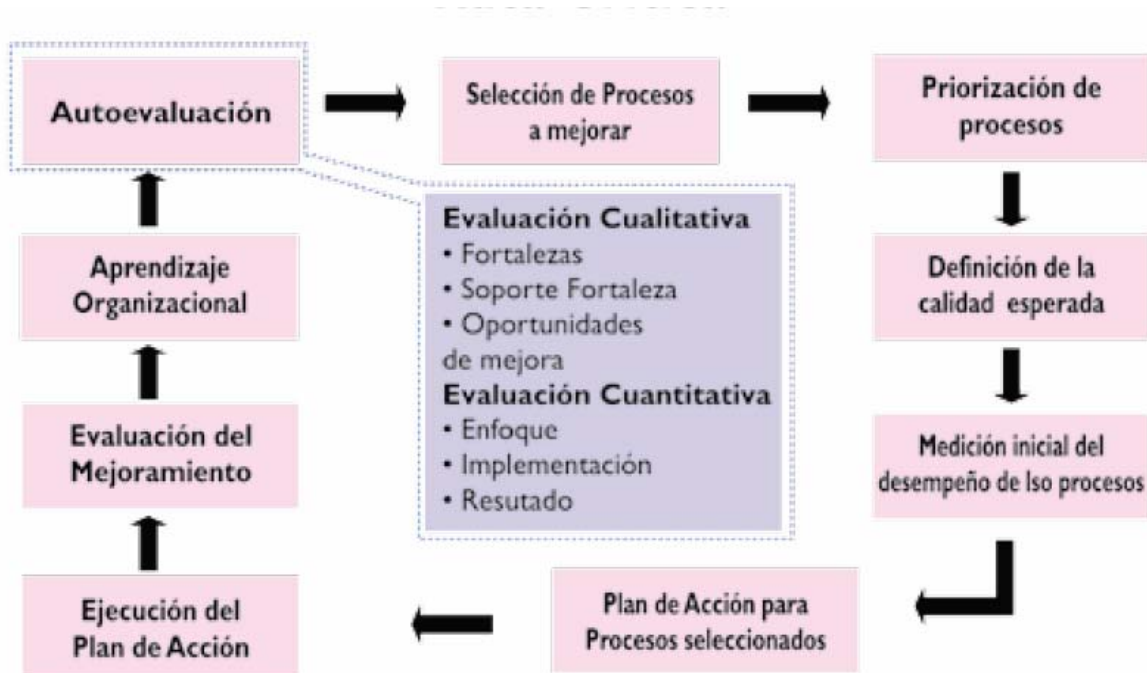 Autoevaluación
Selección de Procesos
a mejorar
Priorización de
procesos
Evaluación Cualitativa
• Fortalezas
• Soporte Fortaleza
• Oportunidades
de mejora
Evaluación Cuantitativa
• Enfoque
• Implementación
• Resutado
Aprendizaje
Organizacional
Definición de la
calidad esperada
Evaluación del
Mejoramiento
Medición inicial del
desempeño de lso procesos
Ejecución del
Plan de Acción
Plan de Acción para
Procesos seleccionados